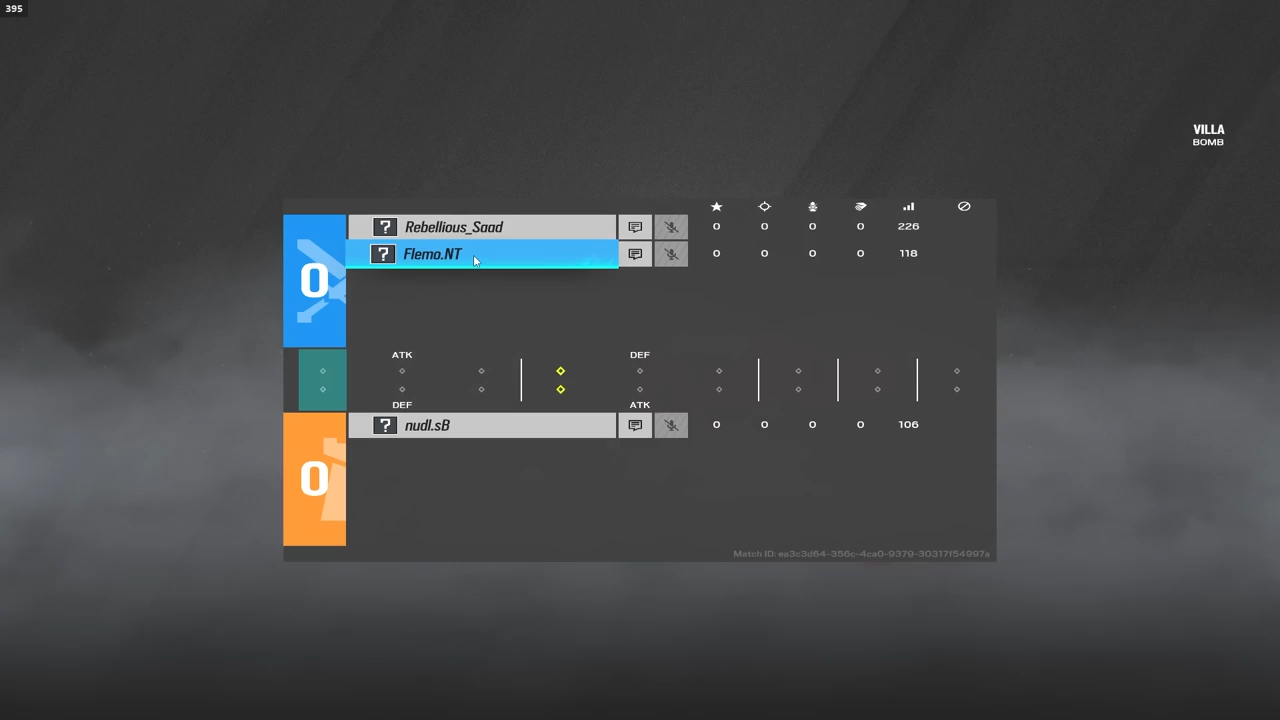 395
VILLA
BOMB
? Rebellious_Saad 0 0 0 0 226
? Flemo.NT 0 0 0 0 118
0
ATK DEF
DEF ATK
? nudl.sB 0 0 0 0 106
0
Match ID: ea3c3d64-356c-4ca0-9379-30317f54997a